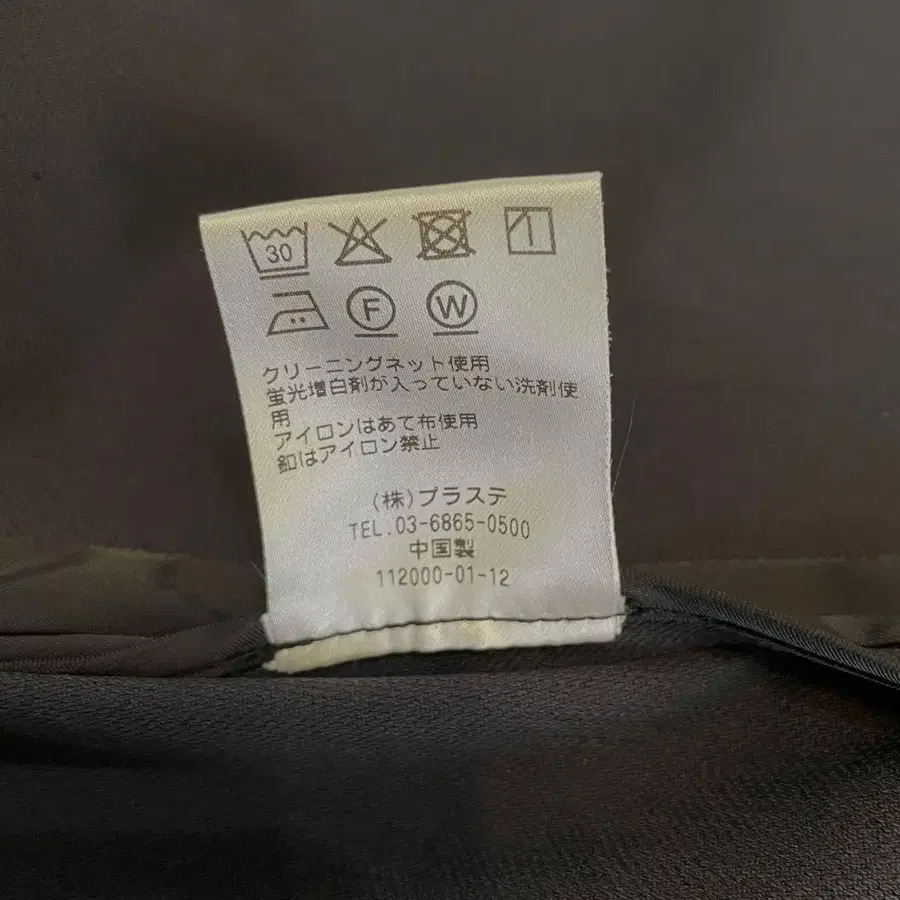 30
F W
クリーニングネット使用
蛍光増白剤が入っていない洗剤使
用
アイロンはあて布使用
釦はアイロン禁止
(株)プラステ
TEL.03-6865-0500
中国製
112000-01-12